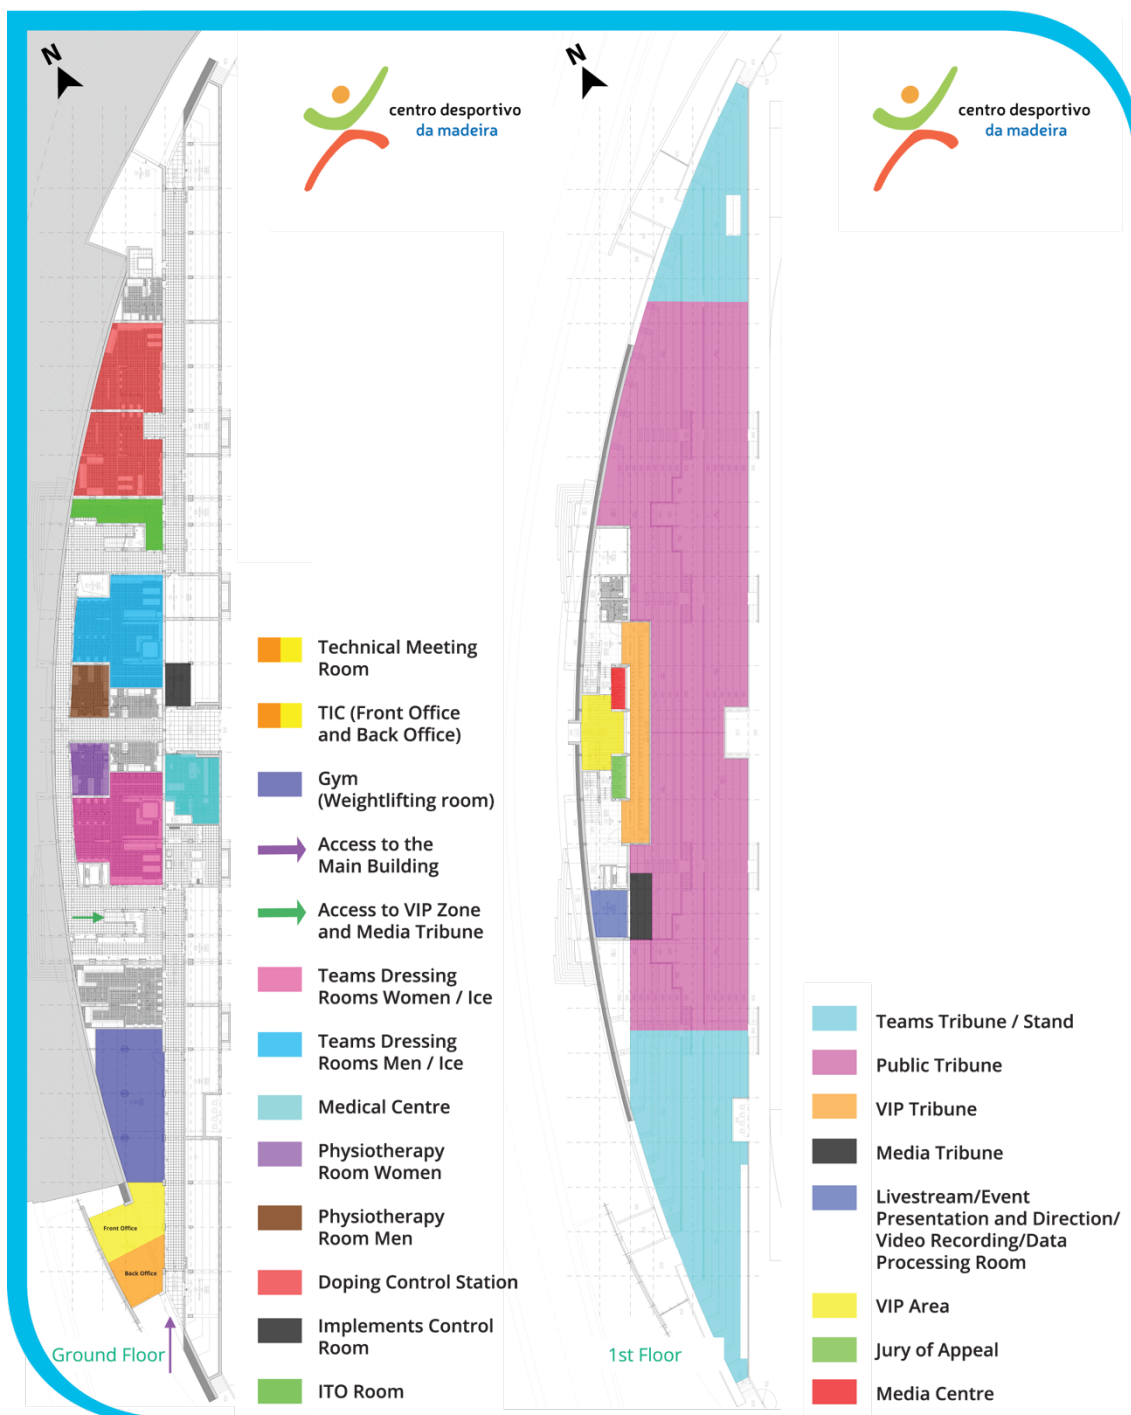 N
centro desportivo
da madeira
Front Office
Back Office
Ground Floor
Technical Meeting
Room
TIC (Front Office
and Back Office)
Gym
(Weightlifting room)
Access to the
Main Building
Access to VIP Zone
and Media Tribune
Teams Dressing
Rooms Women / Ice
Teams Dressing
Rooms Men / Ice
Medical Centre
Physiotherapy
Room Women
Physiotherapy
Room Men
Doping Control Station
Implements Control
Room
ITO Room
N
centro desportivo
da madeira
1st Floor
Teams Tribune / Stand
Public Tribune
VIP Tribune
Media Tribune
Livestream/Event
Presentation and Direction/
Video Recording/Data
Processing Room
VIP Area
Jury of Appeal
Media Centre